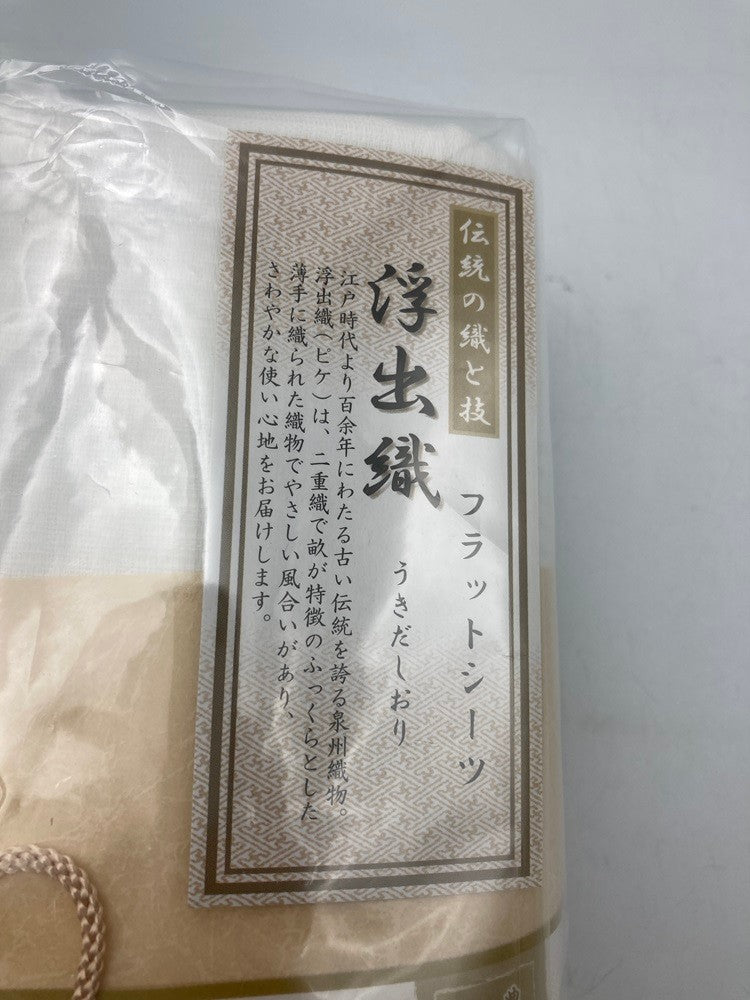 伝統の織と技
フラットシーツ
浮出織
うきだしおり
江戸時代より百余年にわたる古い伝統を誇る泉州織物。
浮出織(ピケ)は、二重織で畝が特徴のふっくらとした
薄手に織られた織物でやさしい風合いがあり、
さわやかな使い心地をお届けします。